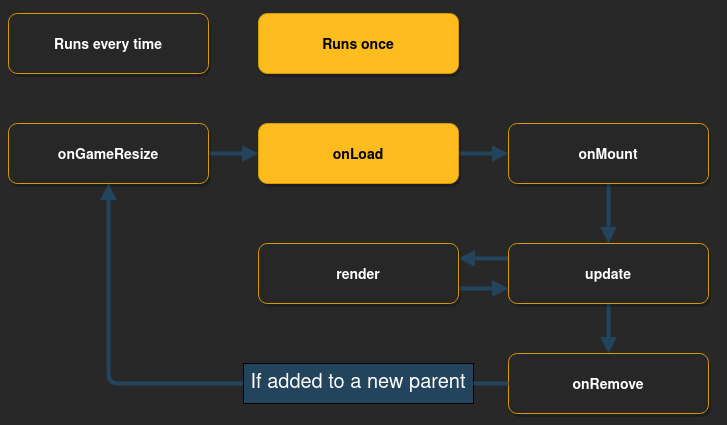 Runs every time
Runs once
onGameResize
onLoad
onMount
render
update
If added to a new parent
onRemove